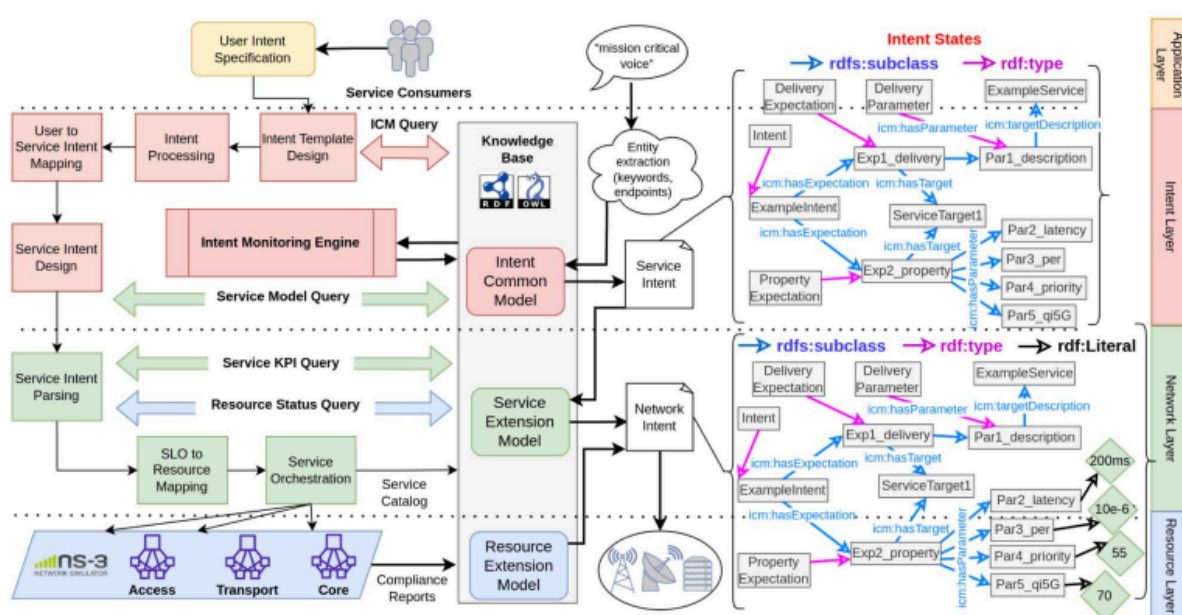 User Intent
Specification
Service Consumers
"mission critical
voice"
Intent States
rdfs:subclass
rdf:type
Application
Layer
User to
Service Intent
Mapping
Intent
Processing
Intent Template
Design
ICM Query
Knowledge
Base
RDF
OWL
Entity
extraction
(keywords,
endpoints)
Delivery
Expectation
Delivery
Parameter
ExampleService
icm:hasParameter
icm:targetDescription
Intent
Exp1_delivery
Par1_description
icm:hasExpectation
icm:hasTarget
ExampleIntent
ServiceTarget1
icm:hasExpectation
icm:hasTarget
icm:hasParameter
Par2_latency
Exp2_property
Par3_per
Property
Expectation
Par4_priority
Par5_qi5G
Intent Layer
Service Intent
Design
Intent Monitoring Engine
Intent
Common
Model
Service
Intent
Service Model Query
Service Intent
Parsing
Service KPI Query
Resource Status Query
Service
Extension
Model
Network
Intent
SLO to
Resource
Mapping
Service
Orchestration
Service
Catalog
rdfs:subclass
rdf:type
rdf:Literal
Delivery
Expectation
Delivery
Parameter
ExampleService
icm:hasParameter
icm:targetDescription
Intent
Exp1_delivery
Par1_description
icm:hasExpectation
icm:hasTarget
ExampleIntent
ServiceTarget1
icm:hasExpectation
icm:hasTarget
icm:hasParameter
Par2_latency
200ms
Par3_per
10e-6
Exp2_property
Par4_priority
55
Property
Expectation
Par5_qi5G
70
Network Layer
Resource Layer
NS-3
NETWORK SIMULATOR
Access
Transport
Core
Compliance
Reports
Resource
Extension
Model